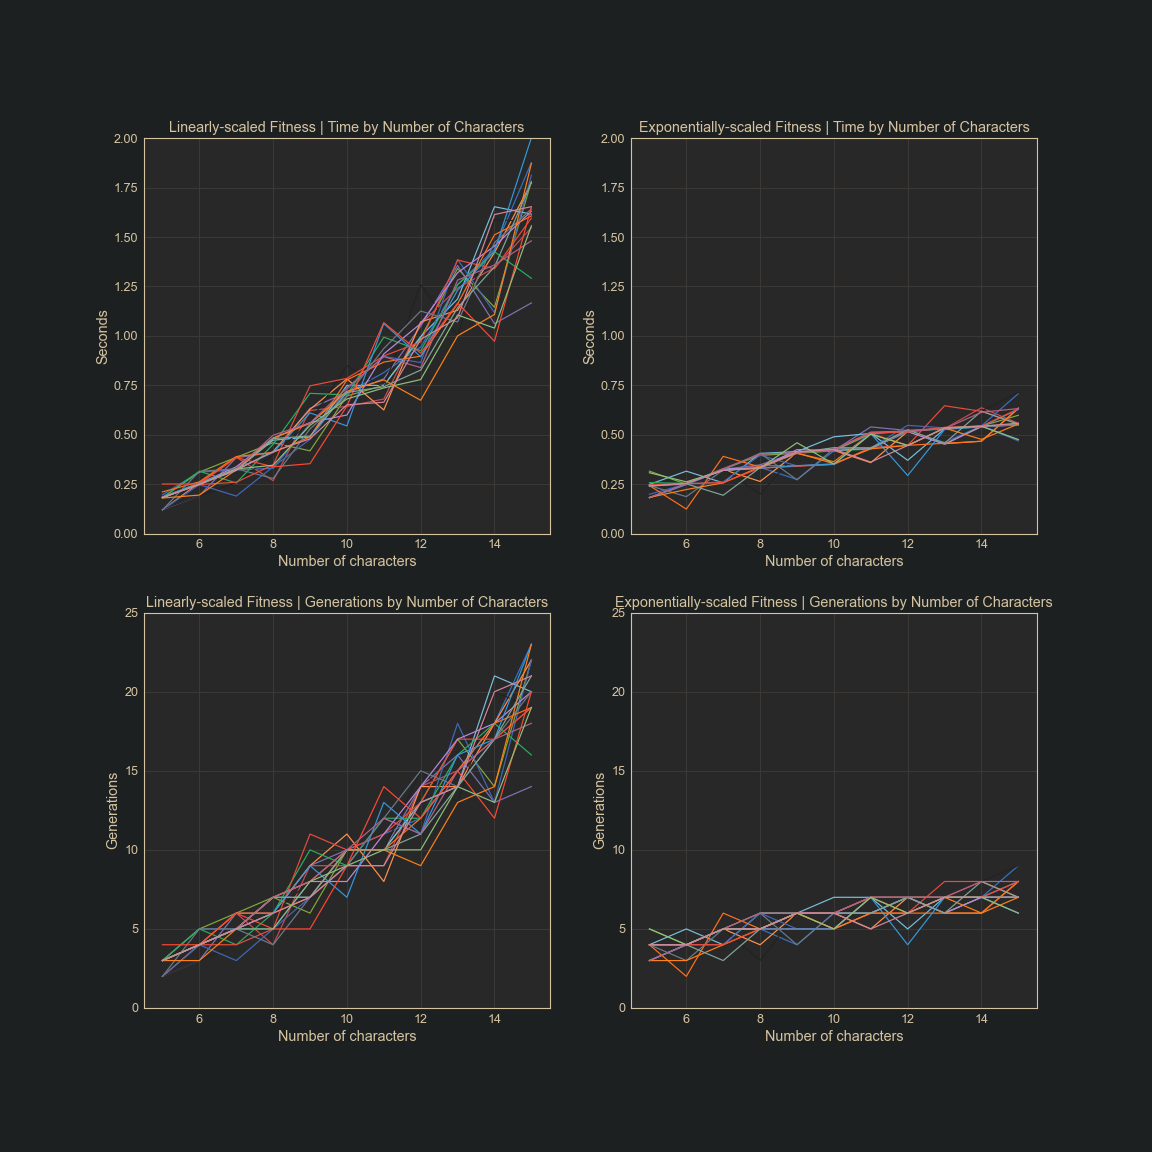 Linearly-scaled Fitness | Time by Number of Characters
2.00
1.75
1.50
1.25
1.00
0.75
0.50
0.25
0.00
Seconds
6 8 10 12 14
Number of characters
Exponentially-scaled Fitness | Time by Number of Characters
2.00
1.75
1.50
1.25
1.00
0.75
0.50
0.25
0.00
Seconds
6 8 10 12 14
Number of characters
Linearly-scaled Fitness | Generations by Number of Characters
25
20
15
10
5
0
Generations
6 8 10 12 14
Number of characters
Exponentially-scaled Fitness | Generations by Number of Characters
25
20
15
10
5
0
Generations
6 8 10 12 14
Number of characters